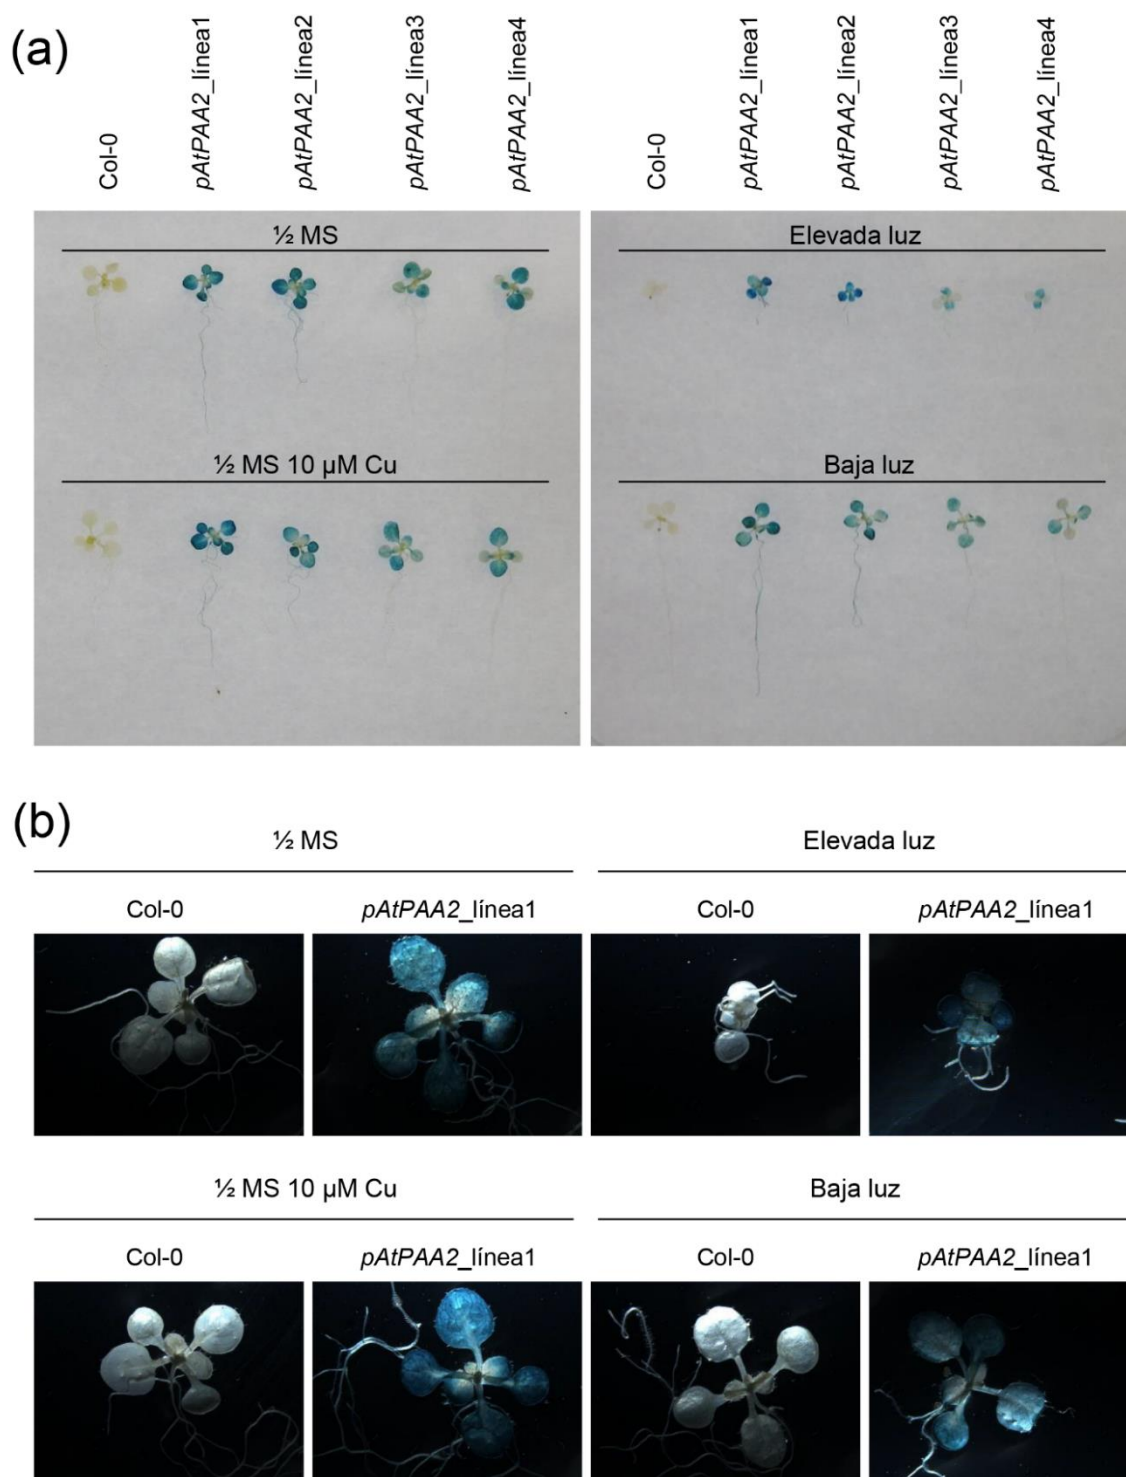 (a)
Col-0
pAtPAA2_línea1
pAtPAA2_línea2
pAtPAA2_línea3
pAtPAA2_línea4
Col-0
pAtPAA2_línea1
pAtPAA2_línea2
pAtPAA2_línea3
pAtPAA2_línea4
½ MS
Elevada luz
½ MS 10 µM Cu
Baja luz
(b)
½ MS
Elevada luz
Col-0
pAtPAA2_línea1
Col-0
pAtPAA2_línea1
½ MS 10 µM Cu
Baja luz
Col-0
pAtPAA2_línea1
Col-0
pAtPAA2_línea1